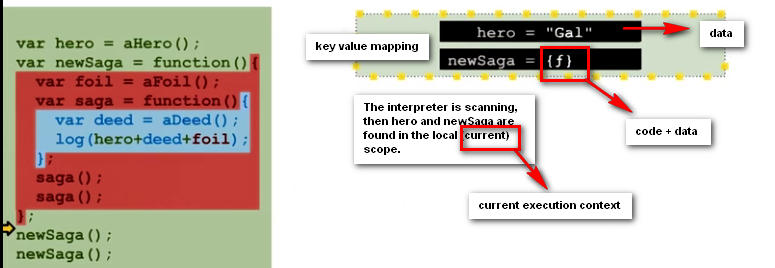 var hero = aHero();
var newSaga = function(){
var foil = aFoil();
var saga = function(){
var deed = aDeed();
log(hero+deed+foil);
};
saga();
saga();
};
newSaga();
newSaga();
key value mapping
hero = "Gal"
newSaga = {ƒ}
data
The interpreter is scanning,
then hero and newSaga are
found in the local (current)
scope.
code + data
current execution context